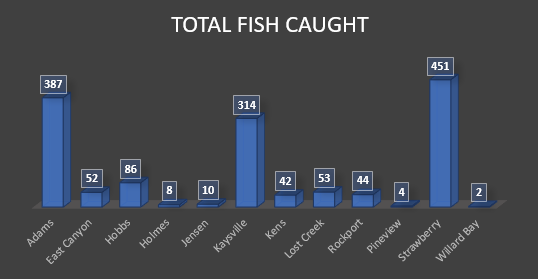 TOTAL FISH CAUGHT
387
52
86
8
10
314
42
53
44
4
451
2
Adams
East Canyon
Hobbs
Holmes
Jensen
Kaysville
Kens
Lost Creek
Rockport
Pineview
Strawberry
Willard Bay